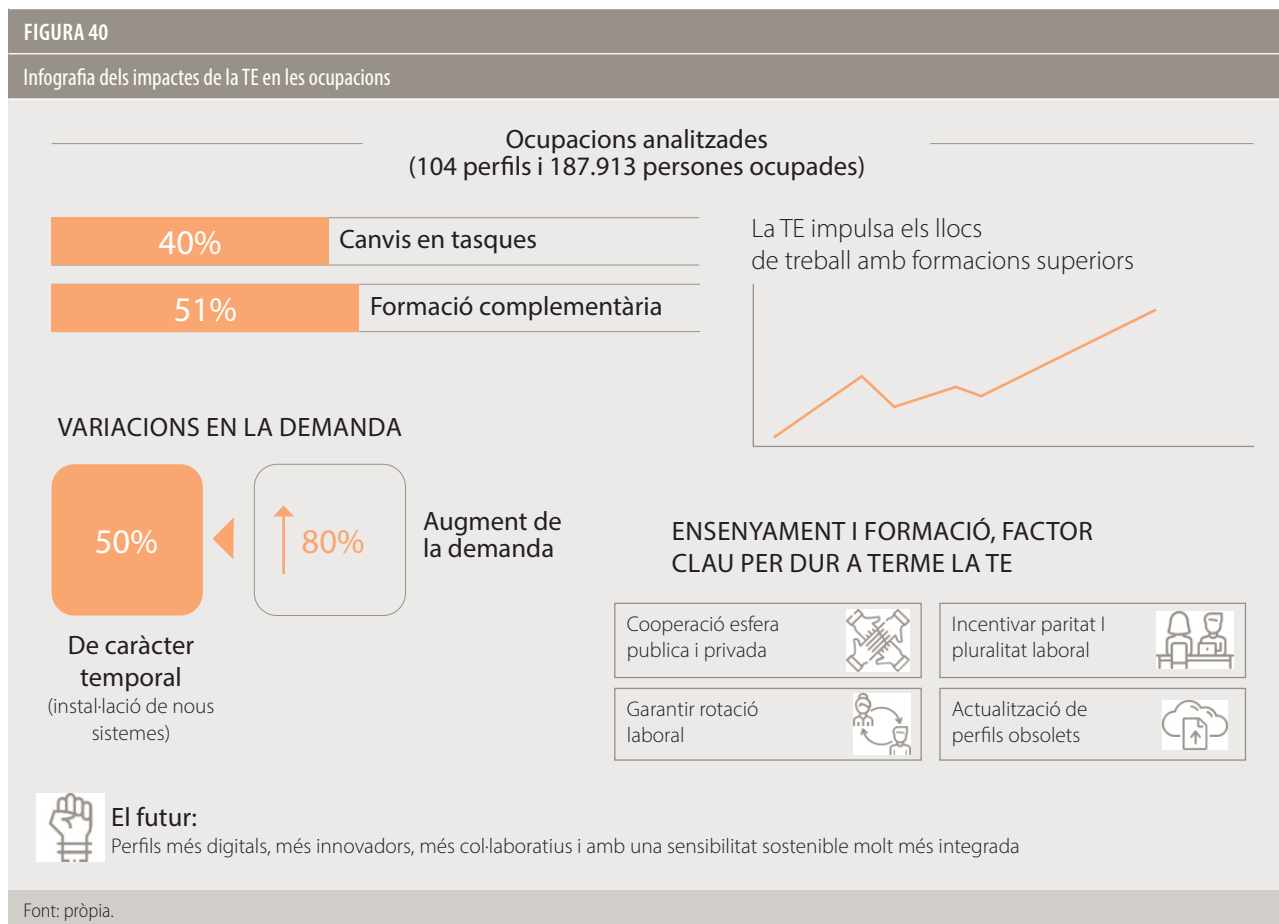 FIGURA 40
Infografia dels impactes de la TE en les ocupacions
Ocupacions analitzades
(104 perfils i 187.913 persones ocupades)
40%
Canvis en tasques
51%
Formació complementària
La TE impulsa els llocs
de treball amb formacions superiors
VARIACIONS EN LA DEMANDA
50%
80%
Augment de
la demanda
De caràcter
temporal
(instal·lació de nous
sistemes)
ENSENYAMENT I FORMACIÓ, FACTOR
CLAU PER DUR A TERME LA TE
Cooperació esfera
publica i privada
Incentivar paritat I
pluralitat laboral
Garantir rotació
laboral
Actualització de
perfils obsolets
El futur:
Perfils més digitals, més innovadors, més col·laboratius i amb una sensibilitat sostenible molt més integrada
Font: pròpia.